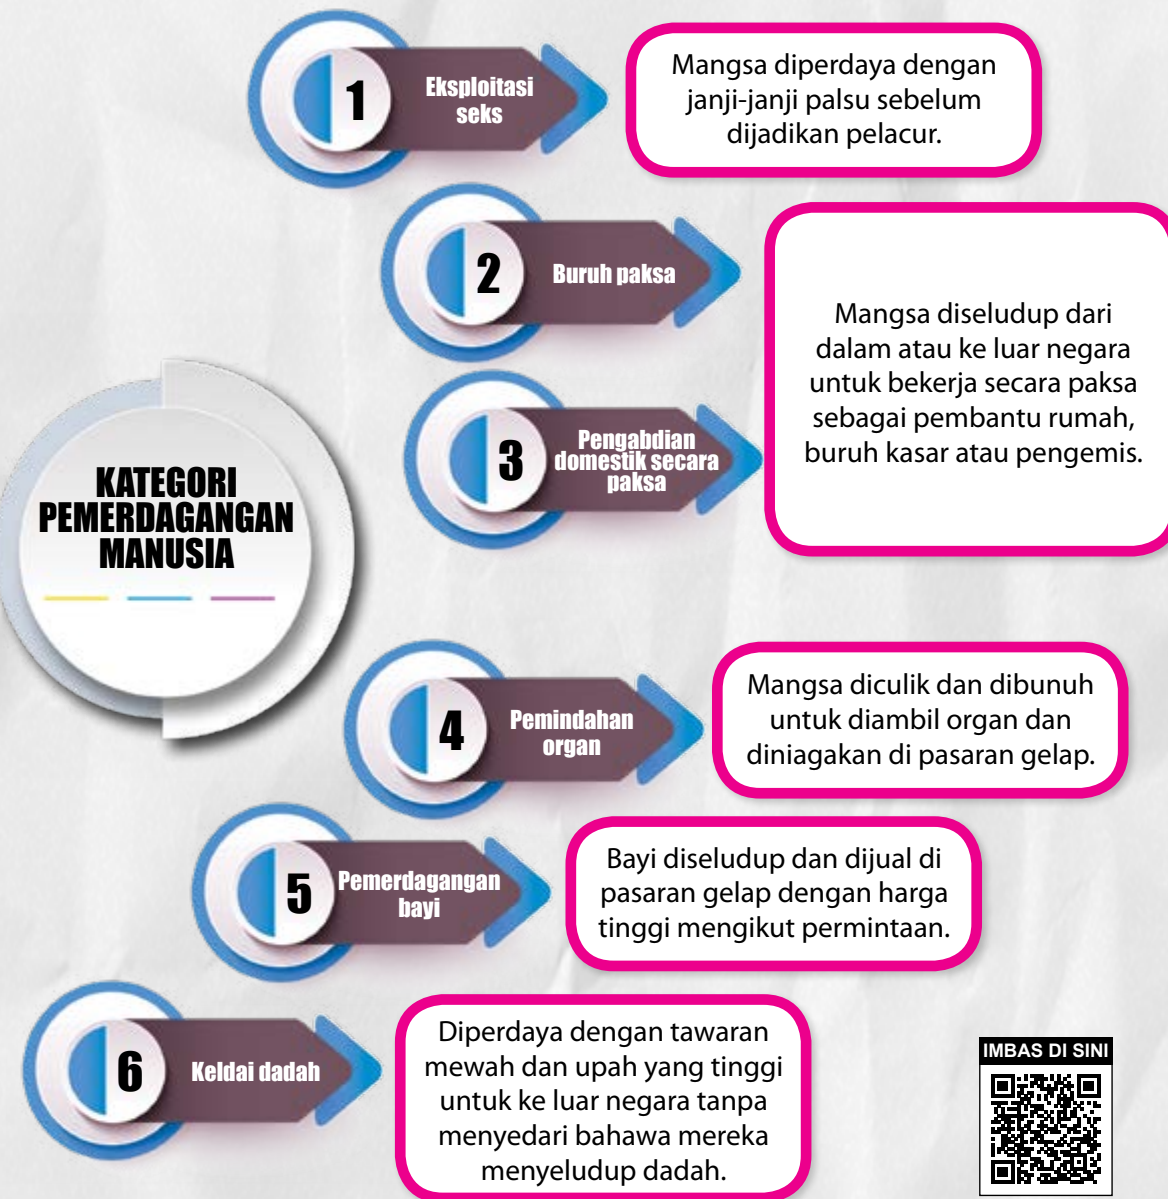 KATEGORI
PEMERDAGANGAN
MANUSIA
1
Eksploitasi
seks
Mangsa diperdaya dengan
janji-janji palsu sebelum
dijadikan pelacur.
2
Buruh paksa
3
Pengabdian
domestik secara
paksa
Mangsa diseludup dari
dalam atau ke luar negara
untuk bekerja secara paksa
sebagai pembantu rumah,
buruh kasar atau pengemis.
4
Pemindahan
organ
Mangsa diculik dan dibunuh
untuk diambil organ dan
diniagakan di pasaran gelap.
5
Pemerdagangan
bayi
Bayi diseludup dan dijual di
pasaran gelap dengan harga
tinggi mengikut permintaan.
6
Keldai dadah
Diperdaya dengan tawaran
mewah dan upah yang tinggi
untuk ke luar negara tanpa
menyedari bahawa mereka
menyeludup dadah.
IMBAS DI SINI